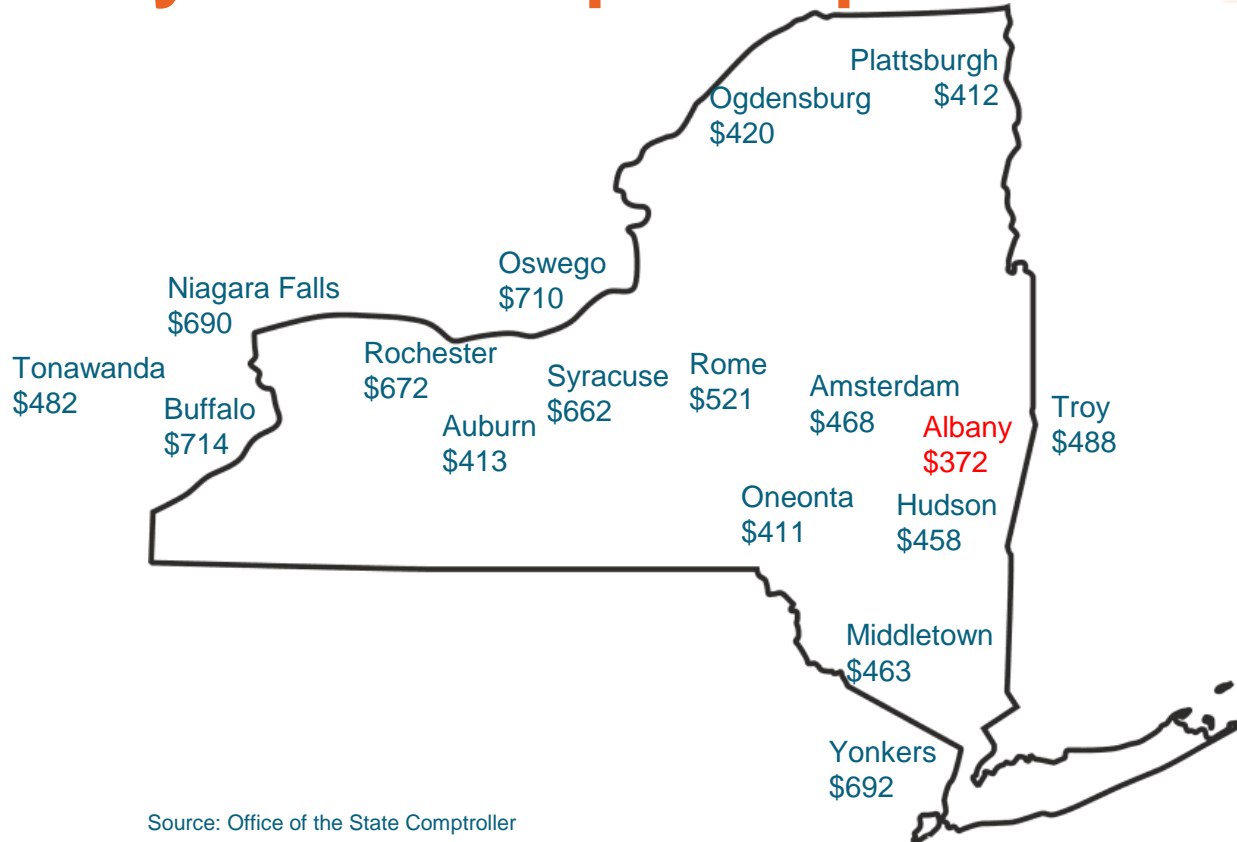 Plattsburgh
$412
Ogdensburg
$420
Oswego
$710
Niagara Falls
$690
Rochester
$672
Tonawanda
$482
Buffalo
$714
Syracuse
$662
Rome
$521
Amsterdam
$468
Auburn
$413
Albany
$372
Troy
$488
Oneonta
$411
Hudson
$458
Middletown
$463
Yonkers
$692
Source: Office of the State Comptroller